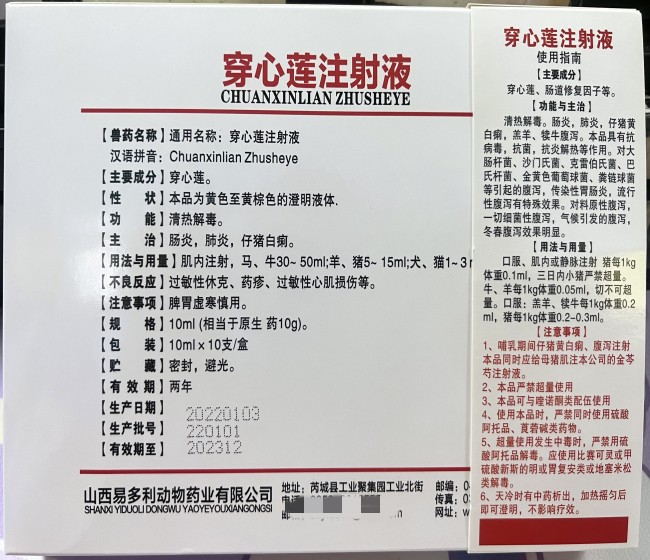 穿心莲注射液
CHUANXINLIAN ZHUSHEYE
【兽药名称】通用名称：穿心莲注射液
汉语拼音：Chuanxinlian Zhusheye
【主要成分】穿心莲。
【性 状】本品为黄色至黄棕色的澄明液体.
【功 能】清热解毒。
【主 治】肠炎，肺炎，仔猪白痢。
【用法与用量】肌内注射，马、牛30~ 50ml;羊、猪5~ 15ml;犬、猫1~3
【不良反应】过敏性休克、药疹、过敏性心肌损伤等。
【注意事项】脾胃虚寒慎用。
【规 格】10ml (相当于原生 药10g)。
【包 装】10ml×10支/盒
【贮 藏】密封，避光。
【有 效 期】两年
【生产日期】20220103
【生产批号】220101
【有效期至】202312
山西易多利动物药业有限公司
SHANXI YIDUOLI DONGWU YAOYEYOUXIANGONGSI
地址：芮城县工业聚集园工业北街
电话
邮编：0
传真：03
网址：w
穿心莲注射液
使用指南
【主要成分】
穿心莲、肠道修复因子等。
【功能与主治】
清热解毒。肠炎，肺炎，仔猪黄
白痢，羔羊、犊牛腹泻。本品具有抗
病毒，抗菌，抗炎解热等作用。对大
肠杆菌、沙门氏菌、克雷伯氏菌、巴
氏杆菌、金黄色葡萄球菌、粪链球菌
等引起的腹泻，传染性胃肠炎，流行
性腹泻有特殊效果。对料原性腹泻，
一切细菌性腹泻，气候引发的腹泻，
冬春腹泻效果明显。
【用法与用量】
口服、肌内或静脉注射 猪每1kg
体重0.1ml，三日内小猪严禁超量。
牛、羊每1kg体重0.05ml，切不可超
量。口服：羔羊、犊牛每1kg体重0.2
ml，猪每1kg体重0.2-0.3ml。
【注意事项】
1、哺乳期间仔猪黄白痢、腹泻注射
本品同时应给母猪肌注本公司的金芩
芍注射液。
2、本品严禁超量使用
3、本品可与喹诺酮类配伍使用
4、使用本品时，严禁同时使用硫酸
阿托品、莨菪碱类药物。
5、超量使用发生中毒时，严禁用硫
酸阿托品解毒。应使用比赛可灵或甲
硫酸新斯的明或胃复安类或地塞米松
类解毒。
6、天冷时有中药析出，加热摇匀后
即可澄明，不影响疗效。